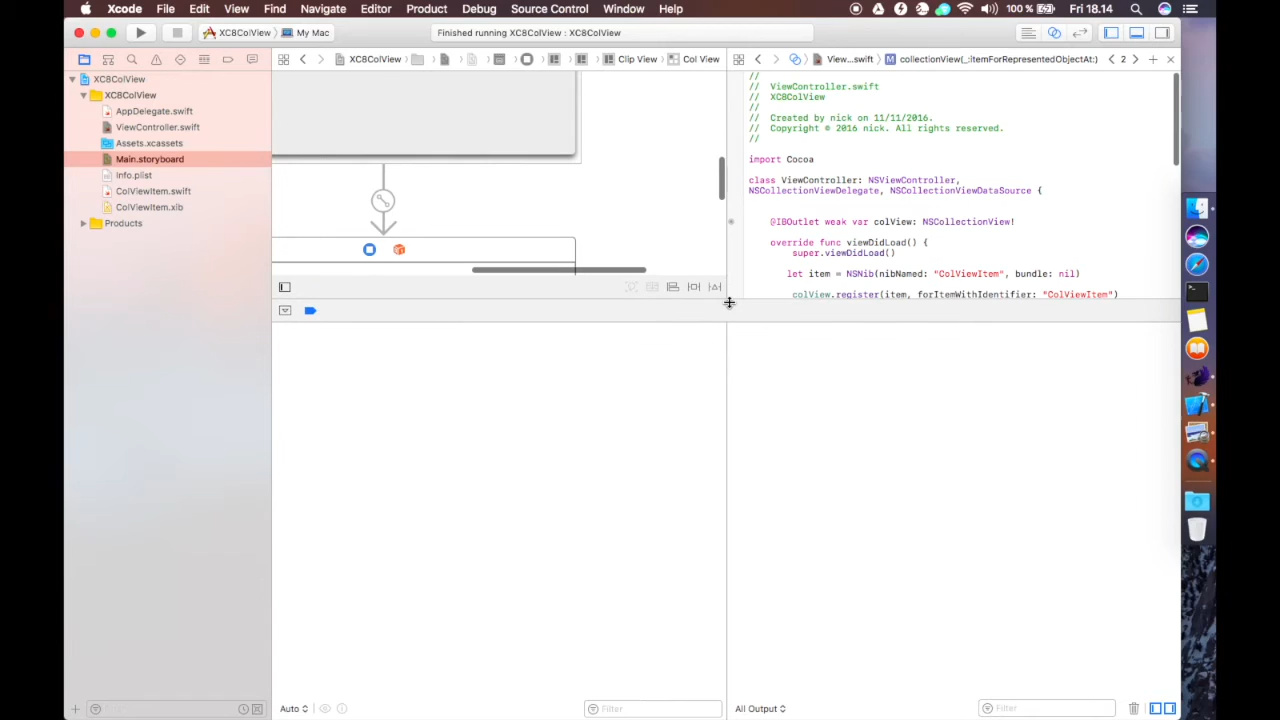 Xcode File Edit View Find Navigate Editor Product Debug Source Control Window Help 100 % Fri 18.14
XC8ColView My Mac Finished running XC8ColView : XC8ColView
XC8ColView Clip View Col View View...swift M collectionView(_:itemForRepresentedObjectAt:) 2
XC8ColView
XC8ColView
AppDelegate.swift
ViewController.swift
Assets.xcassets
Main.storyboard
Info.plist
ColViewItem.swift
ColViewItem.xib
Products
//
// ViewController.swift
// XC8ColView
//
// Created by nick on 11/11/2016.
// Copyright © 2016 nick. All rights reserved.
//
import Cocoa
class ViewController: NSViewController,
NSCollectionViewDelegate, NSCollectionViewDataSource {
@IBOutlet weak var colView: NSCollectionView!
override func viewDidLoad() {
super.viewDidLoad()
let item = NSNib(nibNamed: "ColViewItem", bundle: nil)
colView.register(item, forItemWithIdentifier: "ColViewItem")
Auto Filter All Output Filter